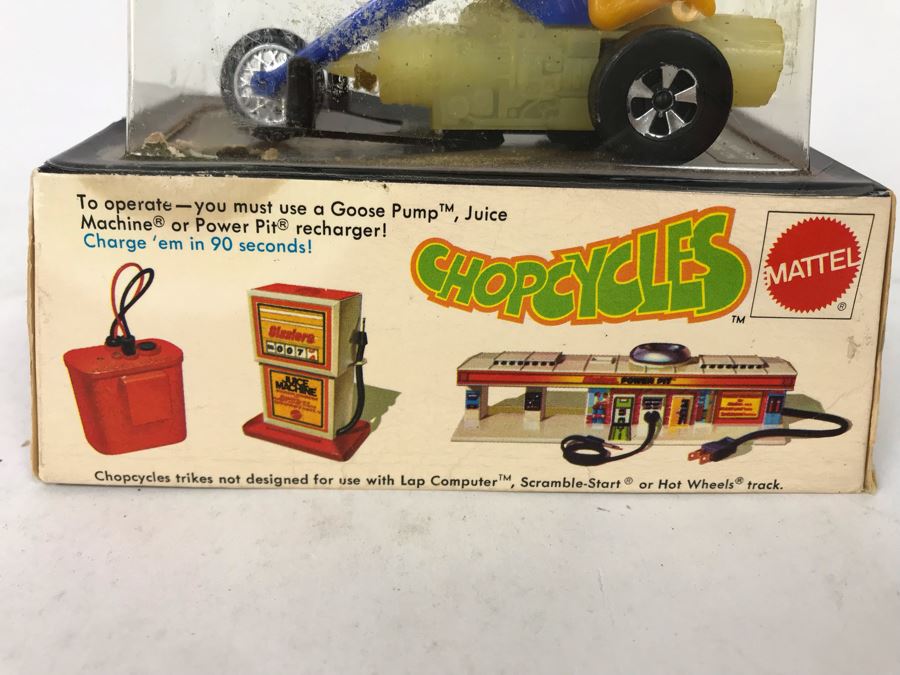 To operate—you must use a Goose Pump™, Juice
Machine® or Power Pit® recharger!
Charge 'em in 90 seconds!
CHOPCYCLES™
MATTEL®
Sizzlers
JUICE
MACHINE
POWER PIT
Chopcycles trikes not designed for use with Lap Computer™, Scramble-Start® or Hot Wheels® track.